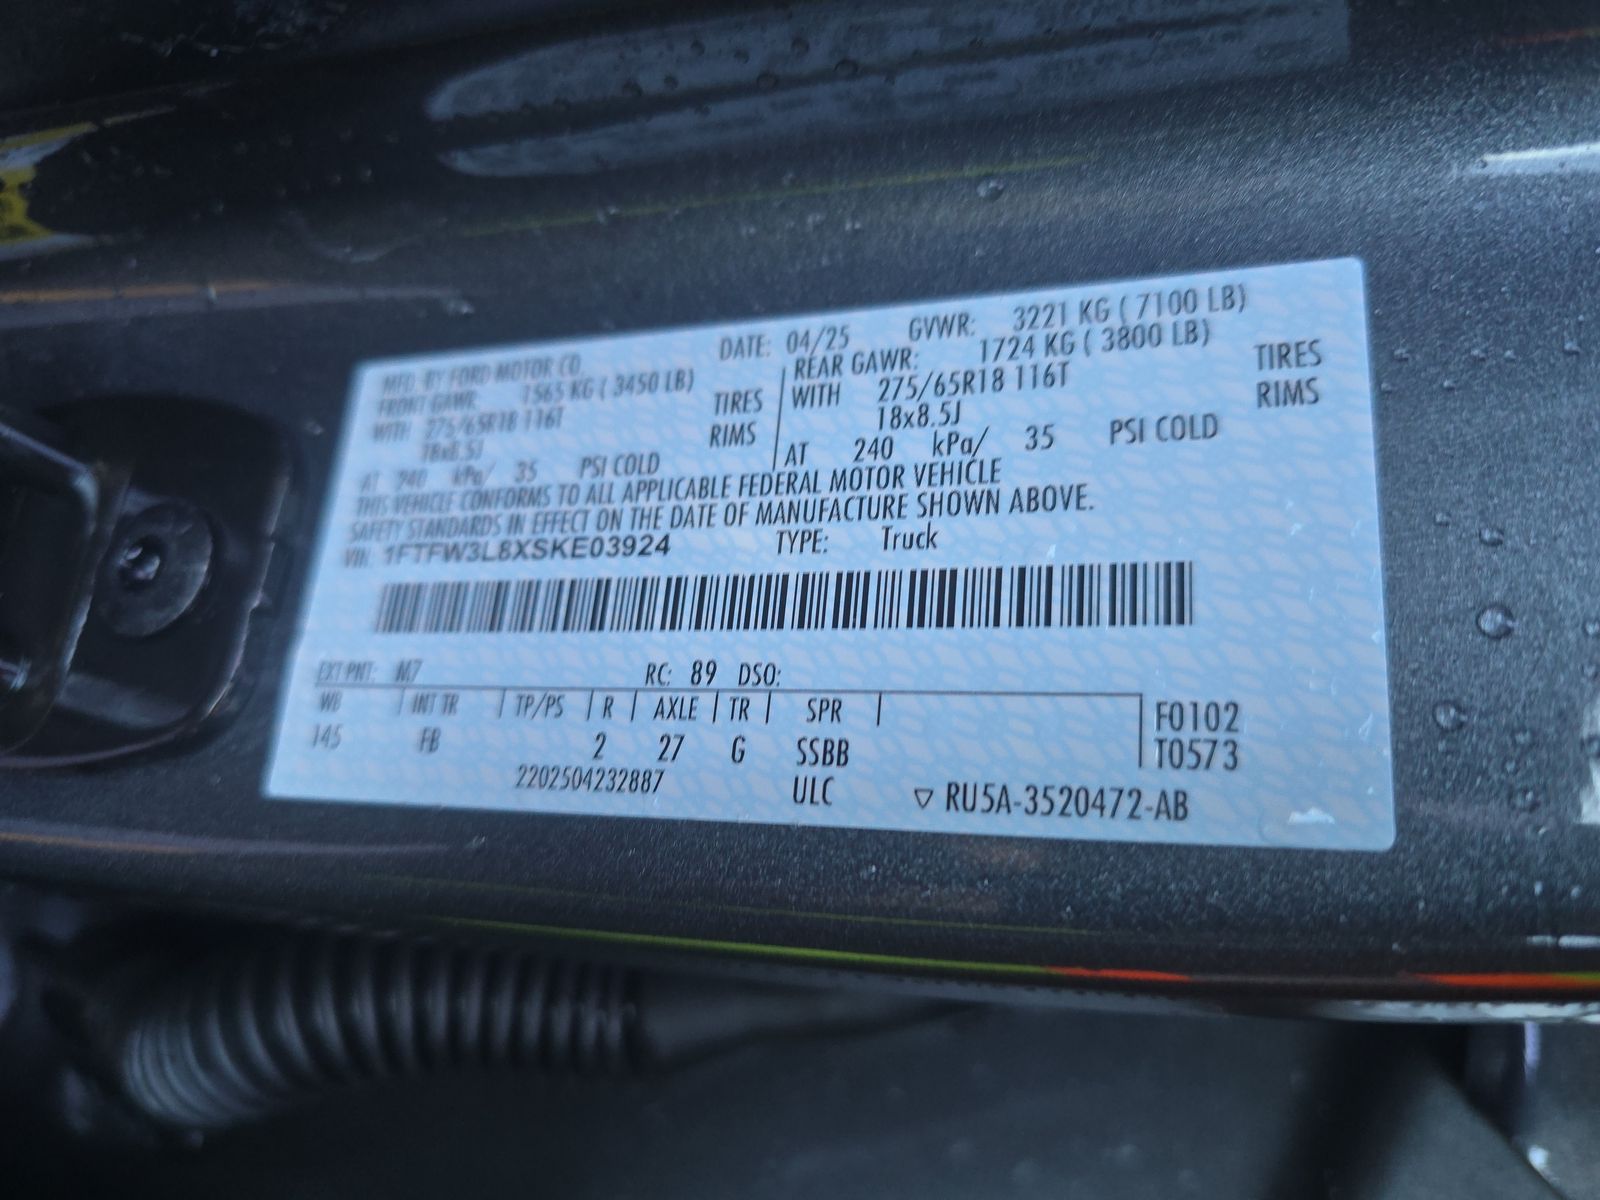 MFD. BY FORD MOTOR CO. DATE: 04/25 GVWR: 3221 KG ( 7100 LB)
FRONT GAWR: 1565 KG ( 3450 LB) REAR GAWR: 1724 KG ( 3800 LB)
WITH 275/65R18 116T TIRES WITH 275/65R18 116T TIRES
18x8.5J RIMS 18x8.5J RIMS
AT 240 kPa/ 35 PSI COLD AT 240 kPa/ 35 PSI COLD
THIS VEHICLE CONFORMS TO ALL APPLICABLE FEDERAL MOTOR VEHICLE
SAFETY STANDARDS IN EFFECT ON THE DATE OF MANUFACTURE SHOWN ABOVE.
VIN: 1FTFW3L8XSKE03924 TYPE: Truck
EXT PNT: M7 RC: 89 DSO:
WB INT TR TP/PS R AXLE TR SPR F0102
145 FB 2 27 G SSBB T0573
2202504232887 ULC ▽ RU5A-3520472-AB